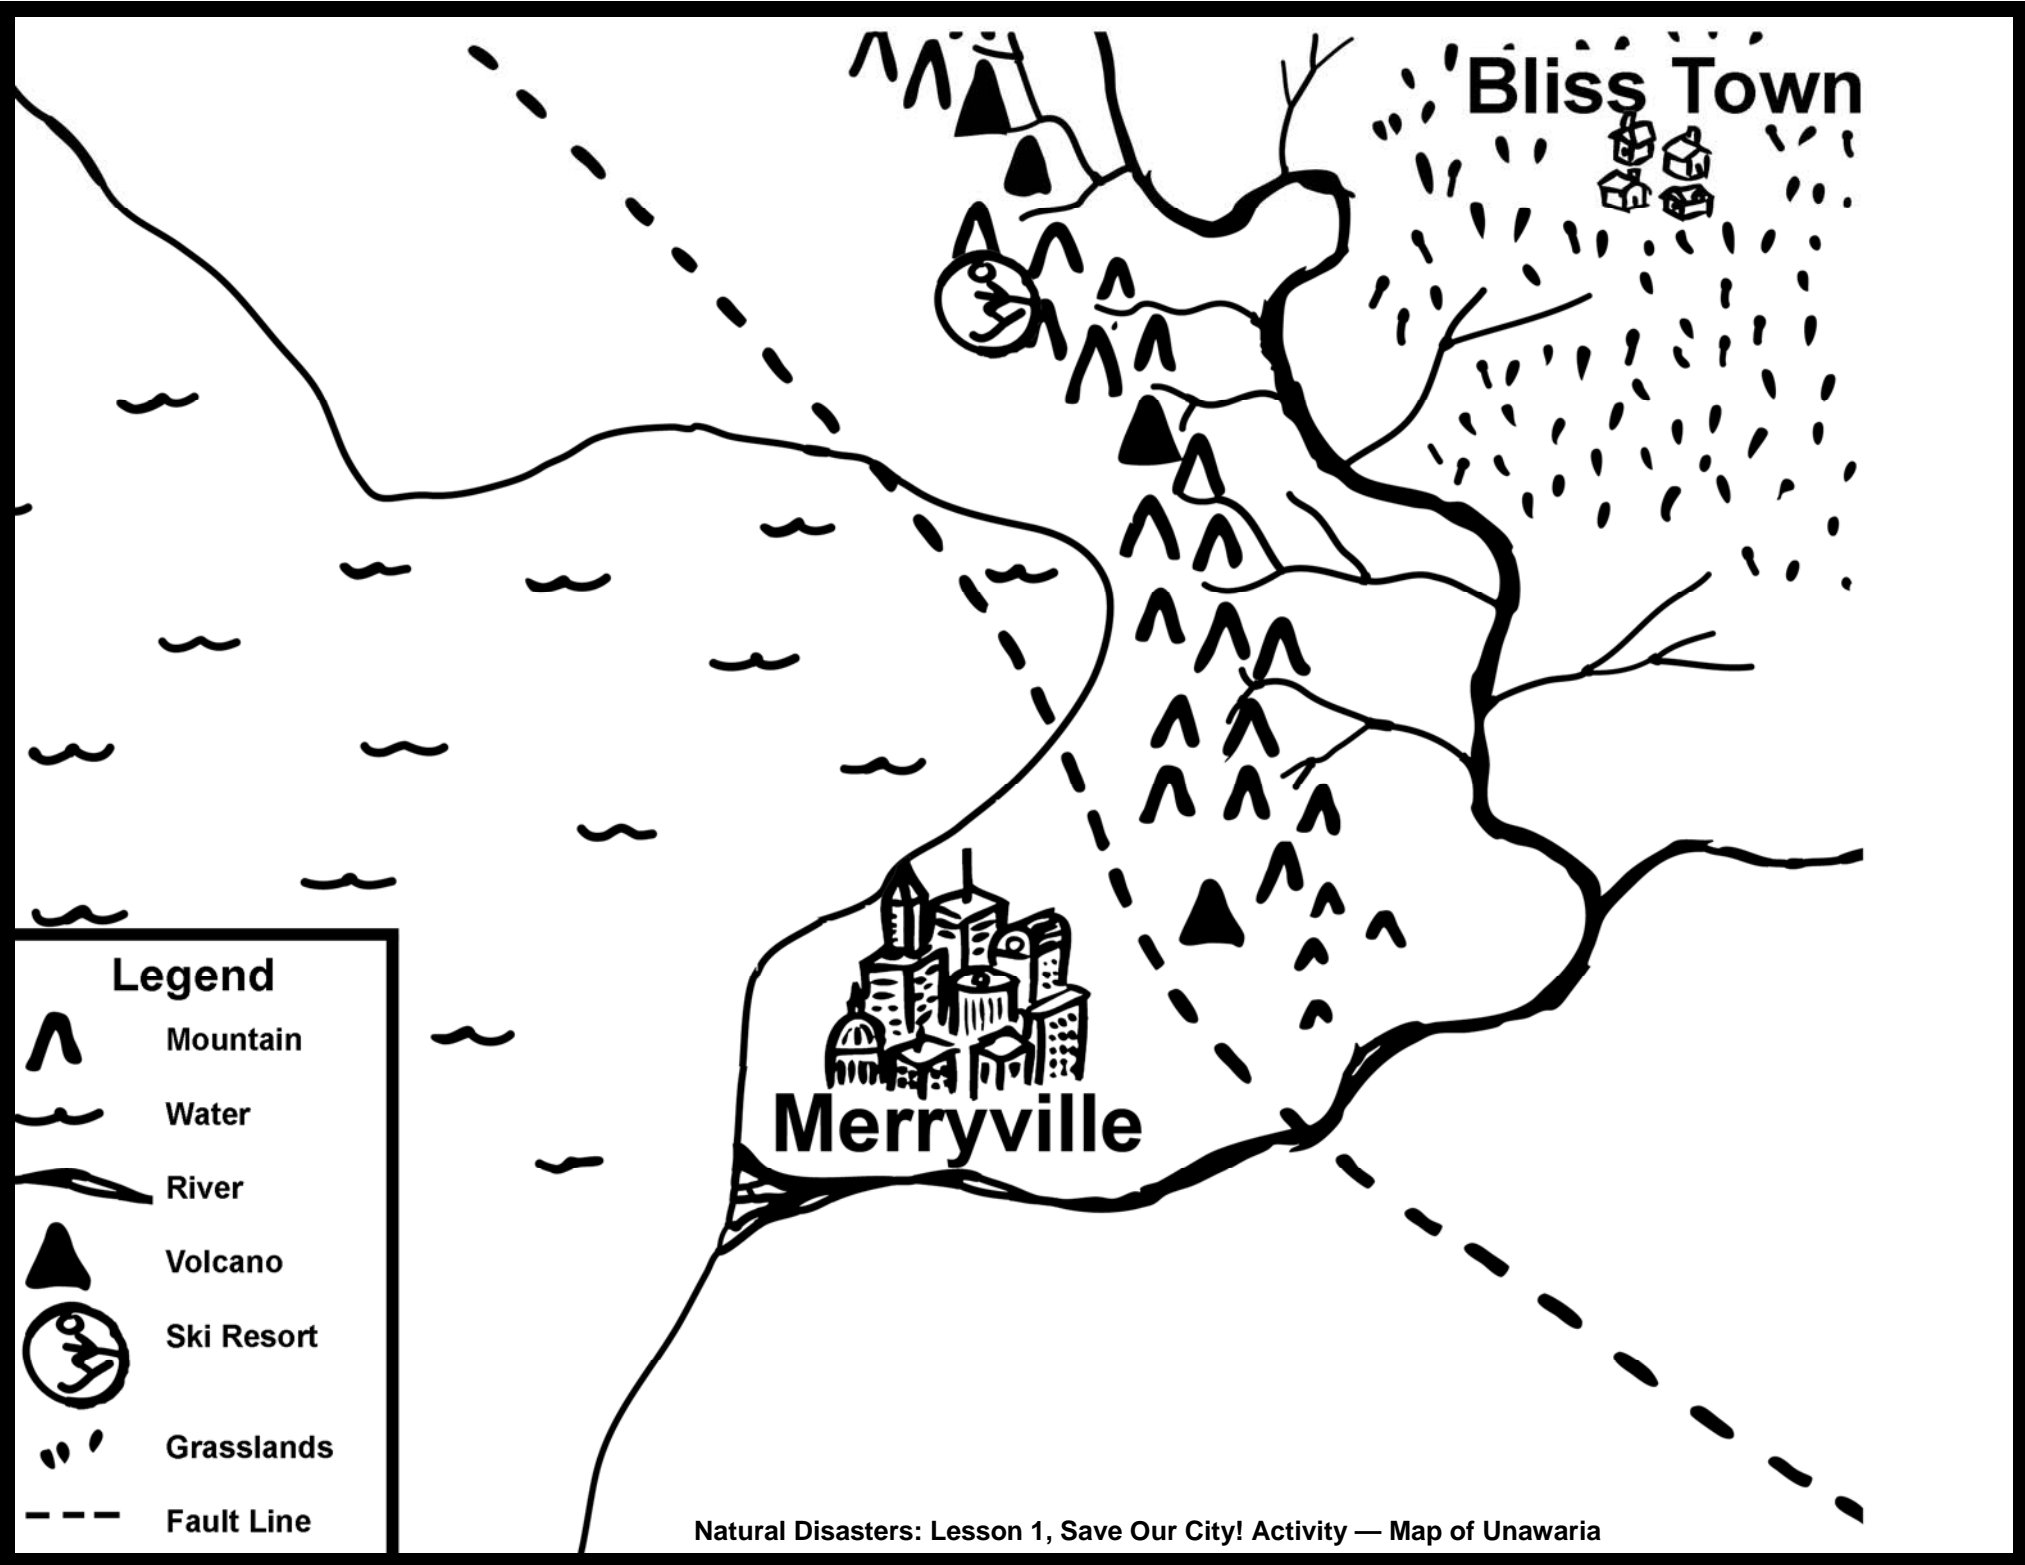 Bliss Town
Merryville
Legend
Mountain
Water
River
Volcano
Ski Resort
Grasslands
Fault Line
Natural Disasters: Lesson 1, Save Our City! Activity — Map of Unawaria